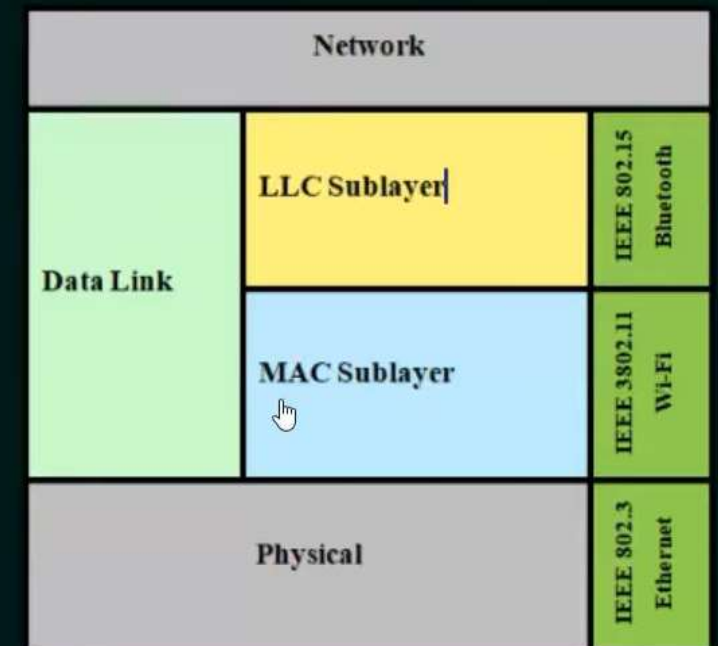 Network
LLC Sublayer
IEEE 802.15
Bluetooth
Data Link
MAC Sublayer
IEEE 3802.11
Wi-Fi
Physical
IEEE 802.3
Ethernet